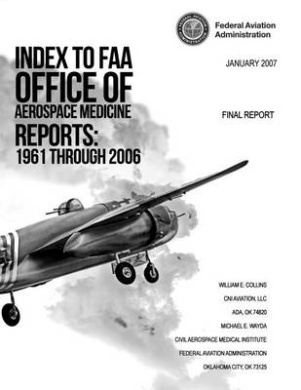 Federal Aviation
Administration
INDEX TO FAA
OFFICE OF
AEROSPACE MEDICINE
REPORTS:
1961 THROUGH 2006
JANUARY 2007
FINAL REPORT
WILLIAM E. COLLINS
CNI AVIATION, LLC
ADA, OK 74820
MICHAEL E. WAYDA
CIVIL AEROSPACE MEDICAL INSTITUTE
FEDERAL AVIATION ADMINISTRATION
OKLAHOMA CITY, OK 73125